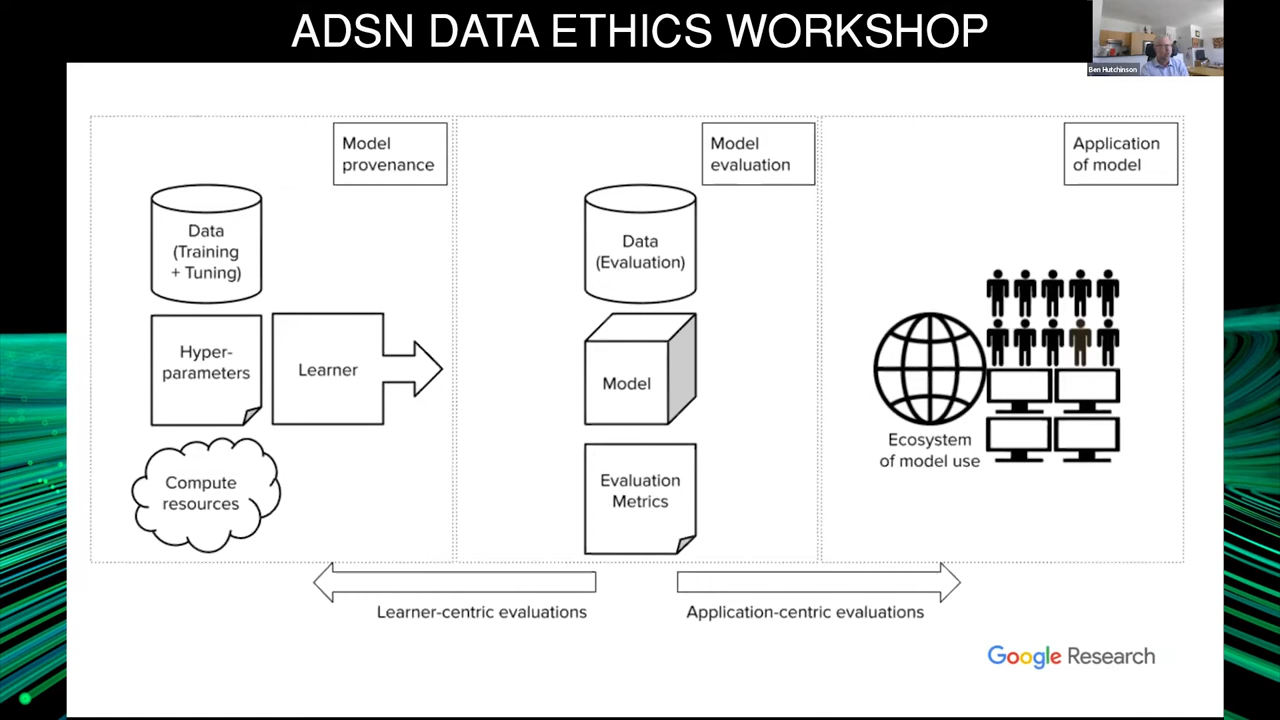 ADSN DATA ETHICS WORKSHOP
Ben Hutchinson
Model
provenance
Data
(Training
+ Tuning)
Hyper-
parameters
Learner
Compute
resources
Model
evaluation
Data
(Evaluation)
Model
Evaluation
Metrics
Application
of model
Ecosystem
of model use
Learner-centric evaluations
Application-centric evaluations
Google Research